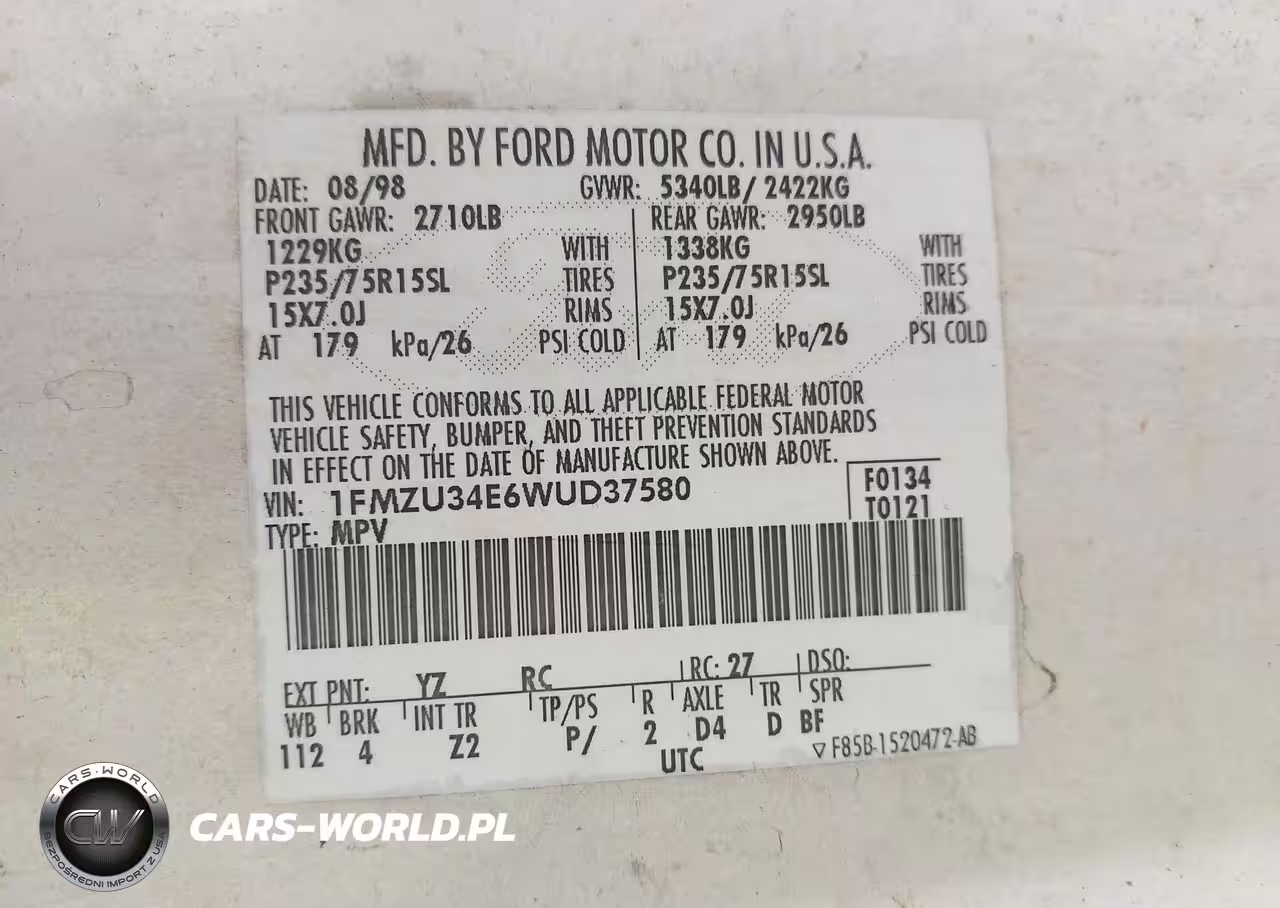 MFD. BY FORD MOTOR CO. IN U.S.A.
DATE: 08/98 GVWR: 5340LB/ 2422KG
FRONT GAWR: 2710LB REAR GAWR: 2950LB
1229KG WITH 1338KG WITH
P235/75R15SL TIRES P235/75R15SL TIRES
15X7.0J RIMS 15X7.0J RIMS
AT 179 kPa/26 PSI COLD AT 179 kPa/26 PSI COLD
THIS VEHICLE CONFORMS TO ALL APPLICABLE FEDERAL MOTOR
VEHICLE SAFETY, BUMPER, AND THEFT PREVENTION STANDARDS
IN EFFECT ON THE DATE OF MANUFACTURE SHOWN ABOVE.
VIN: 1FMZU34E6WUD37580 F0134
TYPE: MPV T0121
EXT PNT: YZ RC RC: 27 DSO:
WB BRK INT TR TP/PS R AXLE TR SPR
112 4 Z2 P/ 2 D4 D BF
UTC ▽ F85B-1520472-AB
CARS-WORLD
CW
BEZPOŚREDNI IMPORT Z USA
CARS-WORLD.PL